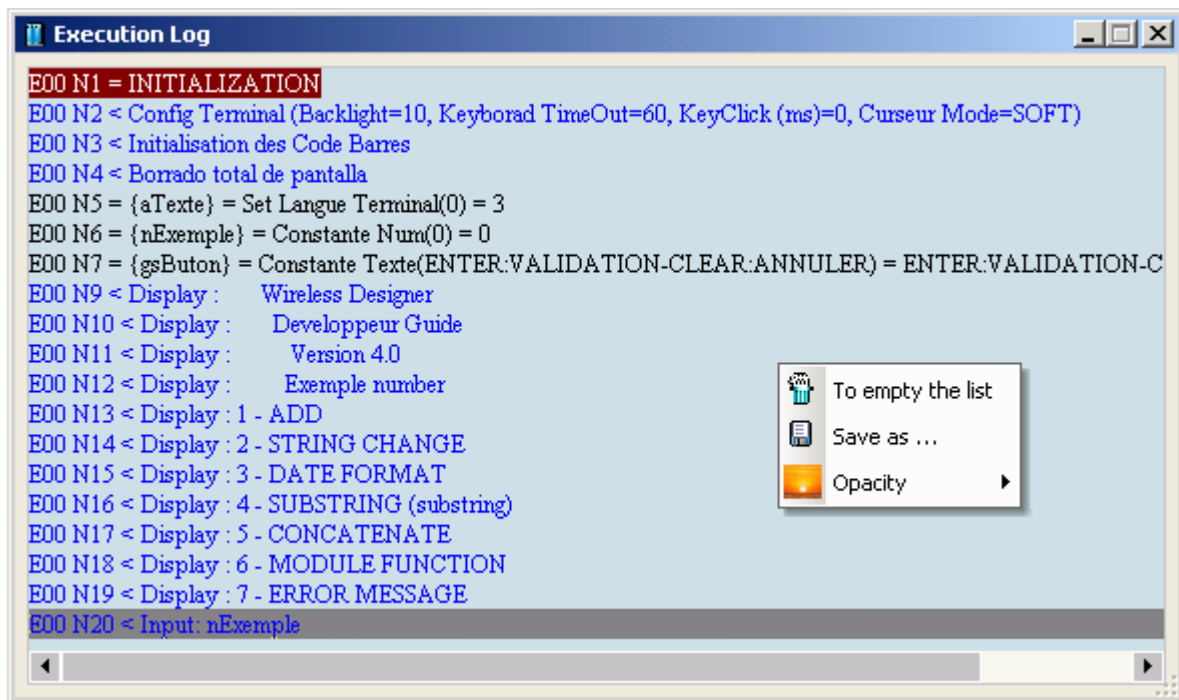 Execution Log
E00 N1 = INITIALIZATION
E00 N2 < Config Terminal (Backlight=10, Keyborad TimeOut=60, KeyClick (ms)=0, Curseur Mode=SOFT)
E00 N3 < Initialisation des Code Barres
E00 N4 < Borrado total de pantalla
E00 N5 = {aTexte} = Set Langue Terminal(0) = 3
E00 N6 = {nExemple} = Constante Num(0) = 0
E00 N7 = {gsButon} = Constante Texte(ENTER:VALIDATION-CLEAR:ANNULER) = ENTER:VALIDATION-C
E00 N9 < Display : Wireless Designer
E00 N10 < Display : Developpeur Guide
E00 N11 < Display : Version 4.0
E00 N12 < Display : Exemple number
E00 N13 < Display : 1 - ADD
E00 N14 < Display : 2 - STRING CHANGE
E00 N15 < Display : 3 - DATE FORMAT
E00 N16 < Display : 4 - SUBSTRING (substring)
E00 N17 < Display : 5 - CONCATENATE
E00 N18 < Display : 6 - MODULE FUNCTION
E00 N19 < Display : 7 - ERROR MESSAGE
E00 N20 < Input: nExemple
To empty the list
Save as ...
Opacity